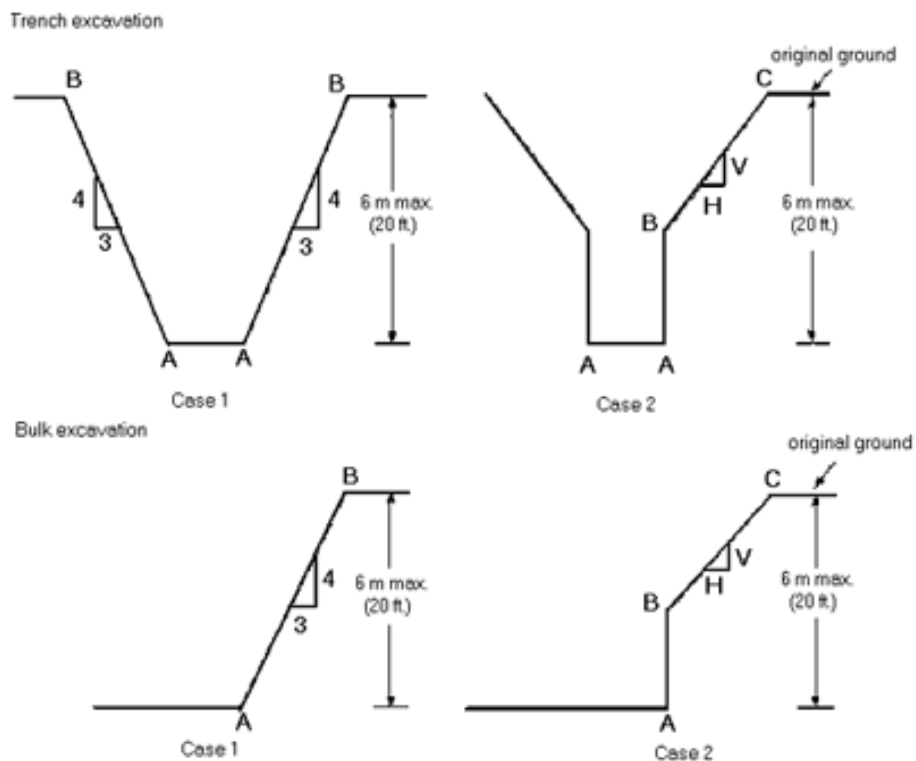 Trench excavation
B
B
4
3
4
3
6 m max.
(20 ft.)
A
A
Case 1
original ground
C
V
H
B
6 m max.
(20 ft.)
A
A
Case 2
Bulk excavation
B
4
3
6 m max.
(20 ft.)
A
Case 1
original ground
C
V
H
B
6 m max.
(20 ft.)
A
Case 2